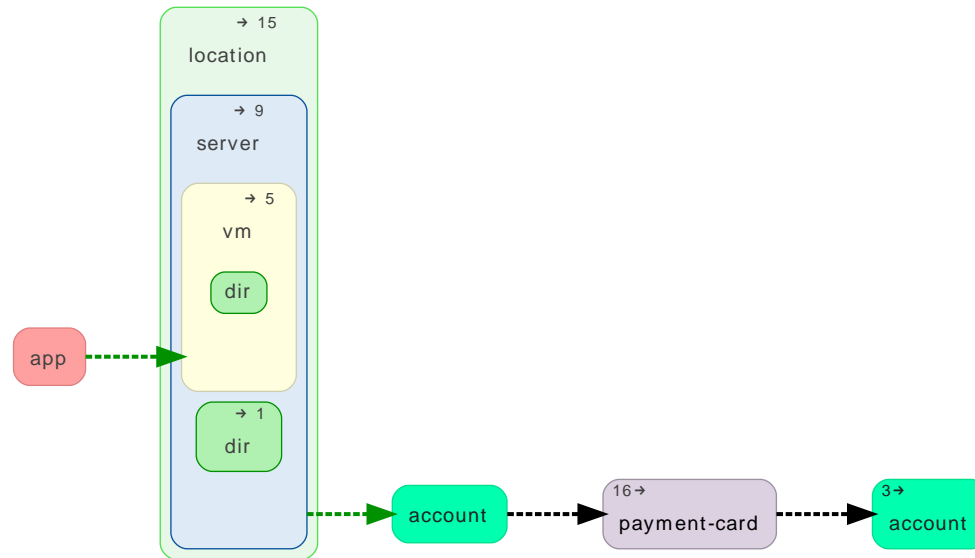 → 15
location
→ 9
server
→ 5
vm
dir
app
→ 1
dir
account
16→
payment-card
3→
account